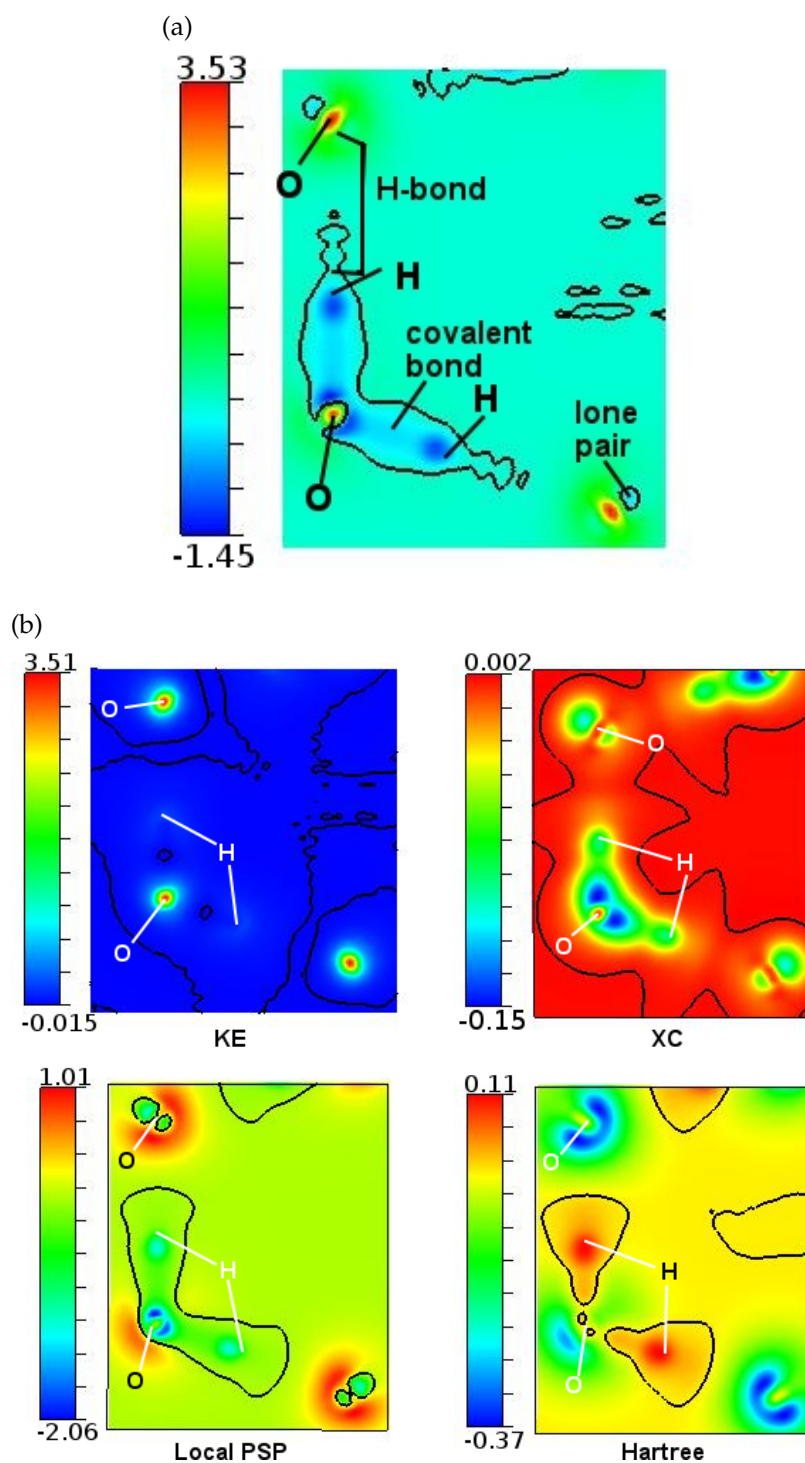 (a)
3.53
O
H-bond
H
covalent
bond
H
lone
pair
O
-1.45
(b)
3.51
O
H
O
-0.015
KE
0.002
O
H
O
-0.15
XC
1.01
O
H
O
-2.06
Local PSP
0.11
O
H
O
-0.37
Hartree